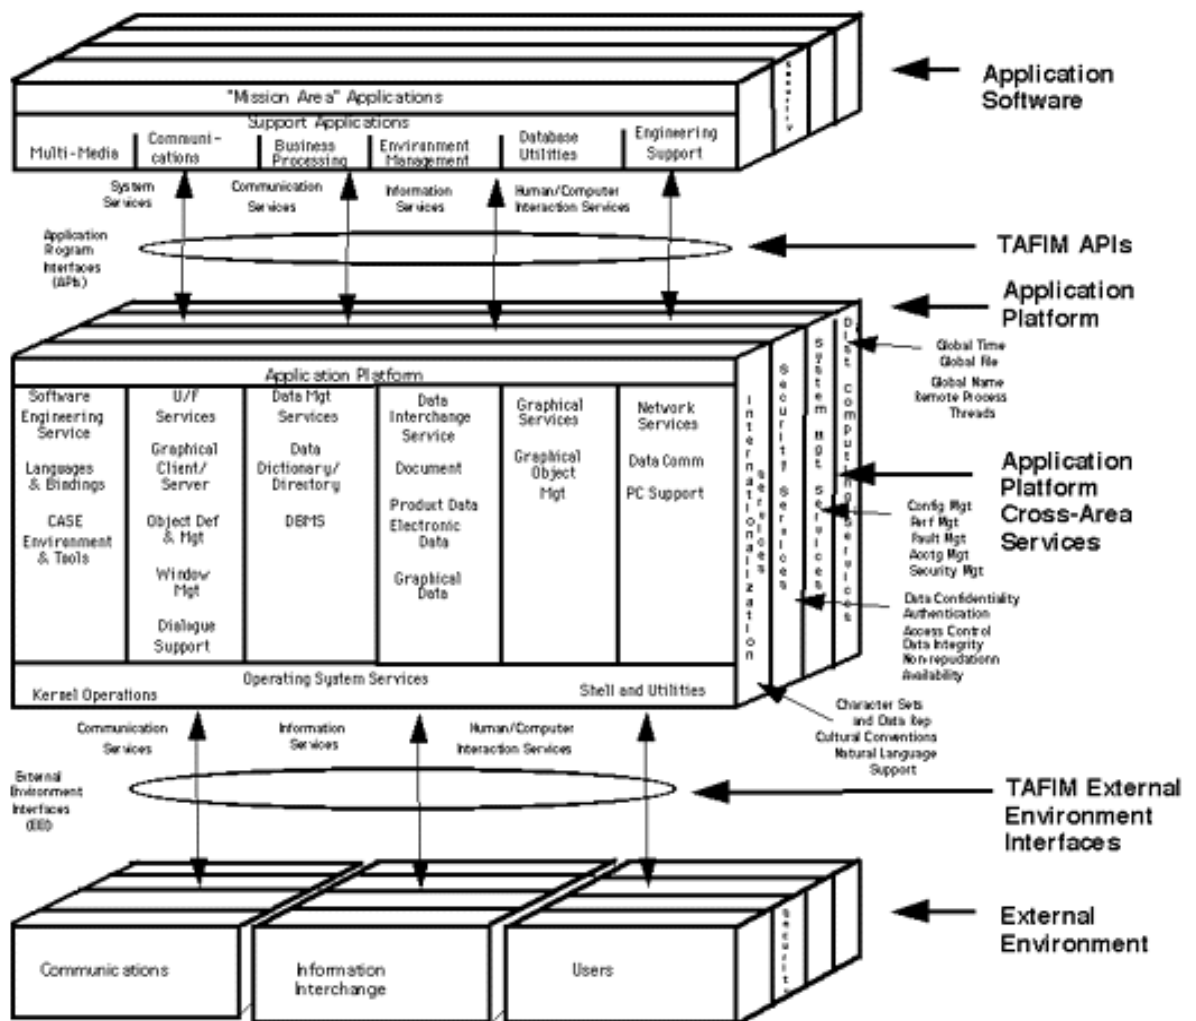 Application
Software
Security
"Mission Area" Applications
Support Applications
Multi-Media
Communi-
cations
Business
Processing
Environment
Management
Database
Utilities
Engineering
Support
System
Services
Communication
Services
Information
Services
Human/Computer
Interaction Services
Application
Program
Interfaces
(APIs)
TAFIM APIs
Application
Platform
Application Platform
Software
Engineering
Service
Languages
& Bindings
CASE
Environment
& Tools
U/F
Services
Graphical
Client/
Server
Object Def
& Mgt
Window
Mgt
Dialogue
Support
Data Mgt
Services
Data
Dictionary/
Directory
DBMS
Data
Interchange
Service
Document
Product Data
Electronic
Data
Graphical
Data
Graphical
Services
Graphical
Object
Mgt
Network
Services
Data Comm
PC Support
Internationalization
Services
Security Services
System Mgt Services
Dist Computing Services
Global Time
Global File
Global Name
Remote Process
Threads
Application
Platform
Cross-Area
Services
Config Mgt
Perf Mgt
Fault Mgt
Acctg Mgt
Security Mgt
Data Confidentiality
Authentication
Access Control
Data Integrity
Non-repudationn
Availability
Character Sets
and Data Rep
Cultural Conventions
Natural Language
Support
Operating System Services
Kernel Operations
Shell and Utilities
Communication
Services
Information
Services
Human/Computer
Interaction Services
External
Environment
Interfaces
TAFIM External
Environment
Interfaces
External
Environment
Communications
Information
Interchange
Users
Security